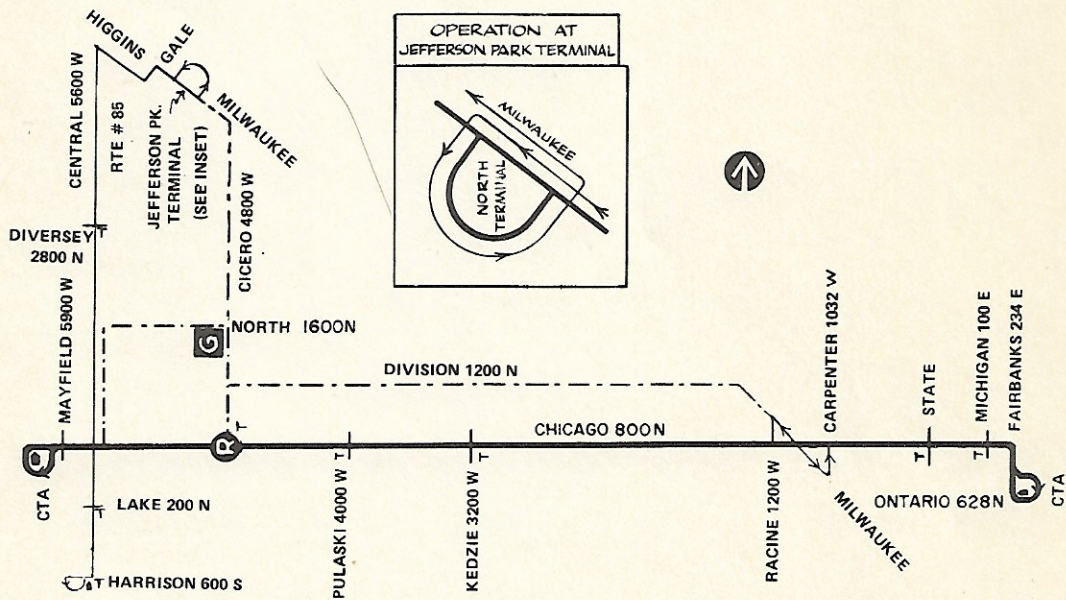 OPERATION AT
JEFFERSON PARK TERMINAL
MILWAUKEE
NORTH
TERMINAL
HIGGINS
GALE
MILWAUKEE
CENTRAL 5600 W
RTE # 85
JEFFERSON PK.
TERMINAL
(SEE INSET)
CICERO 4800 W
DIVERSEY
2800 N
T
MAYFIELD 5900 W
G
NORTH 1600N
DIVISION 1200 N
CARPENTER 1032 W
STATE
MICHIGAN 100 E
FAIRBANKS 234 E
R
T
CHICAGO 800N
T
T
T
T
CTA
T
LAKE 200 N
PULASKI 4000 W
KEDZIE 3200 W
RACINE 1200 W
MILWAUKEE
ONTARIO 628N
CTA
T
HARRISON 600 S